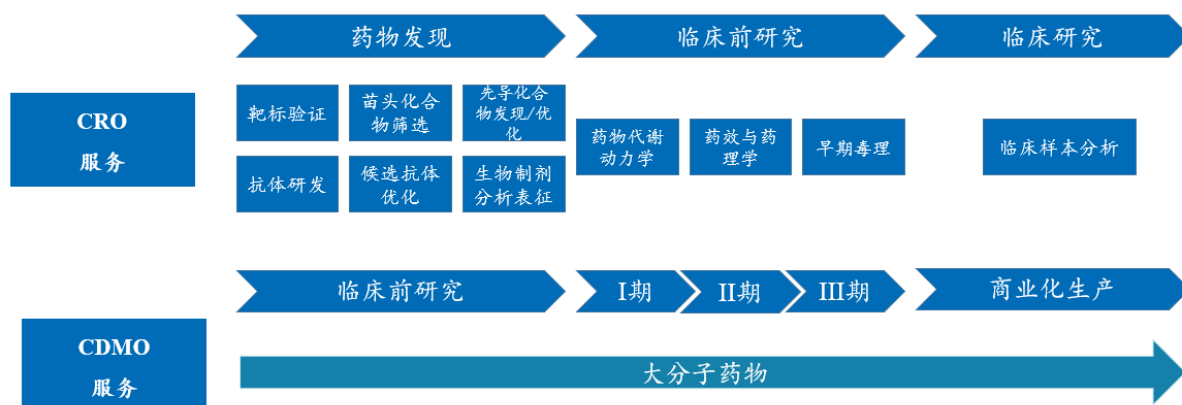 药物发现
临床前研究
临床研究
CRO
服务
靶标验证
苗头化合
物筛选
先导化合
物发现/优
化
抗体研发
候选抗体
优化
生物制剂
分析表征
药物代谢
动力学
药效与药
理学
早期毒理
临床样本分析
临床前研究
I期
II期
III期
商业化生产
CDMO
服务
大分子药物